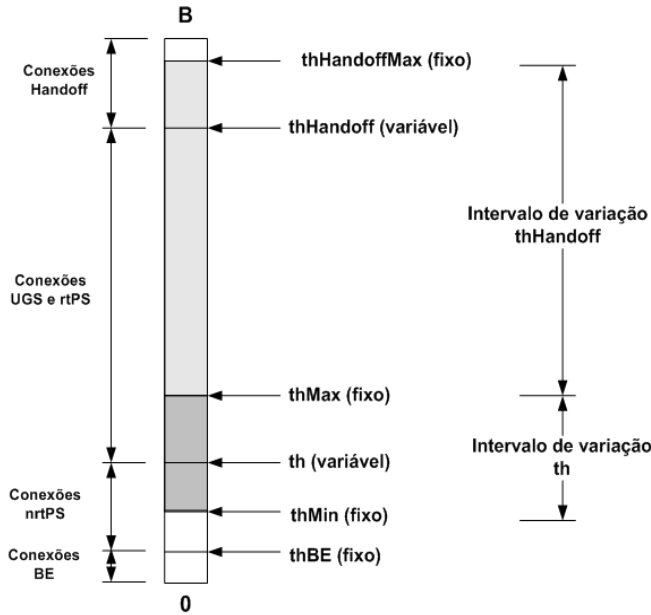 B
Conexões
Handoff
thHandoffMax (fixo)
thHandoff (variável)
Intervalo de variação
thHandoff
Conexões
UGS e rtPS
thMax (fixo)
Intervalo de variação
th
th (variável)
Conexões
nrtPS
thMin (fixo)
Conexões
BE
thBE (fixo)
0